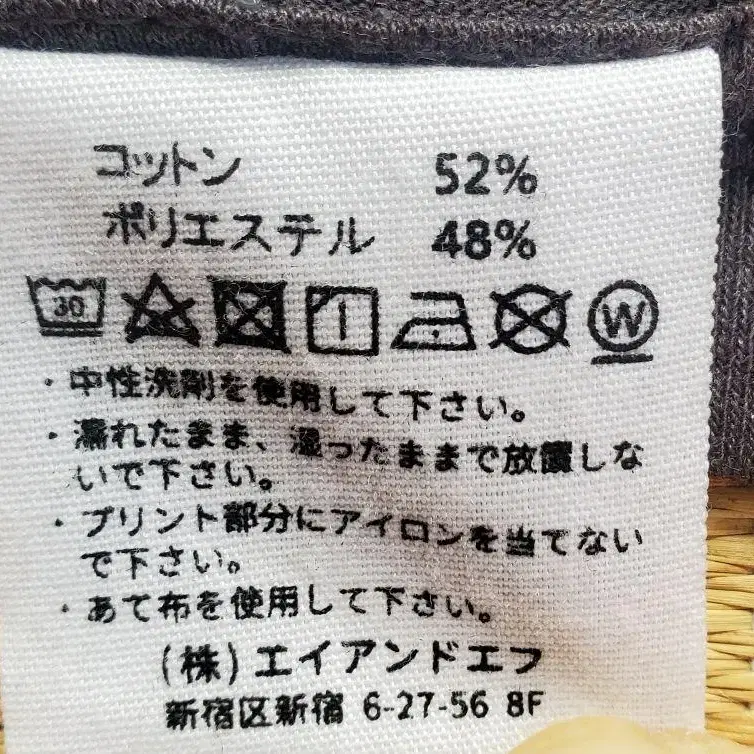 コットン 52%
ポリエステル 48%
30 W
・中性洗剤を使用して下さい。
・濡れたまま、湿ったままで放置しな
いで下さい。
・プリント部分にアイロンを当てない
で下さい。
・あて布を使用して下さい。
(株)エイアンドエフ
新宿区新宿 6-27-56 8F